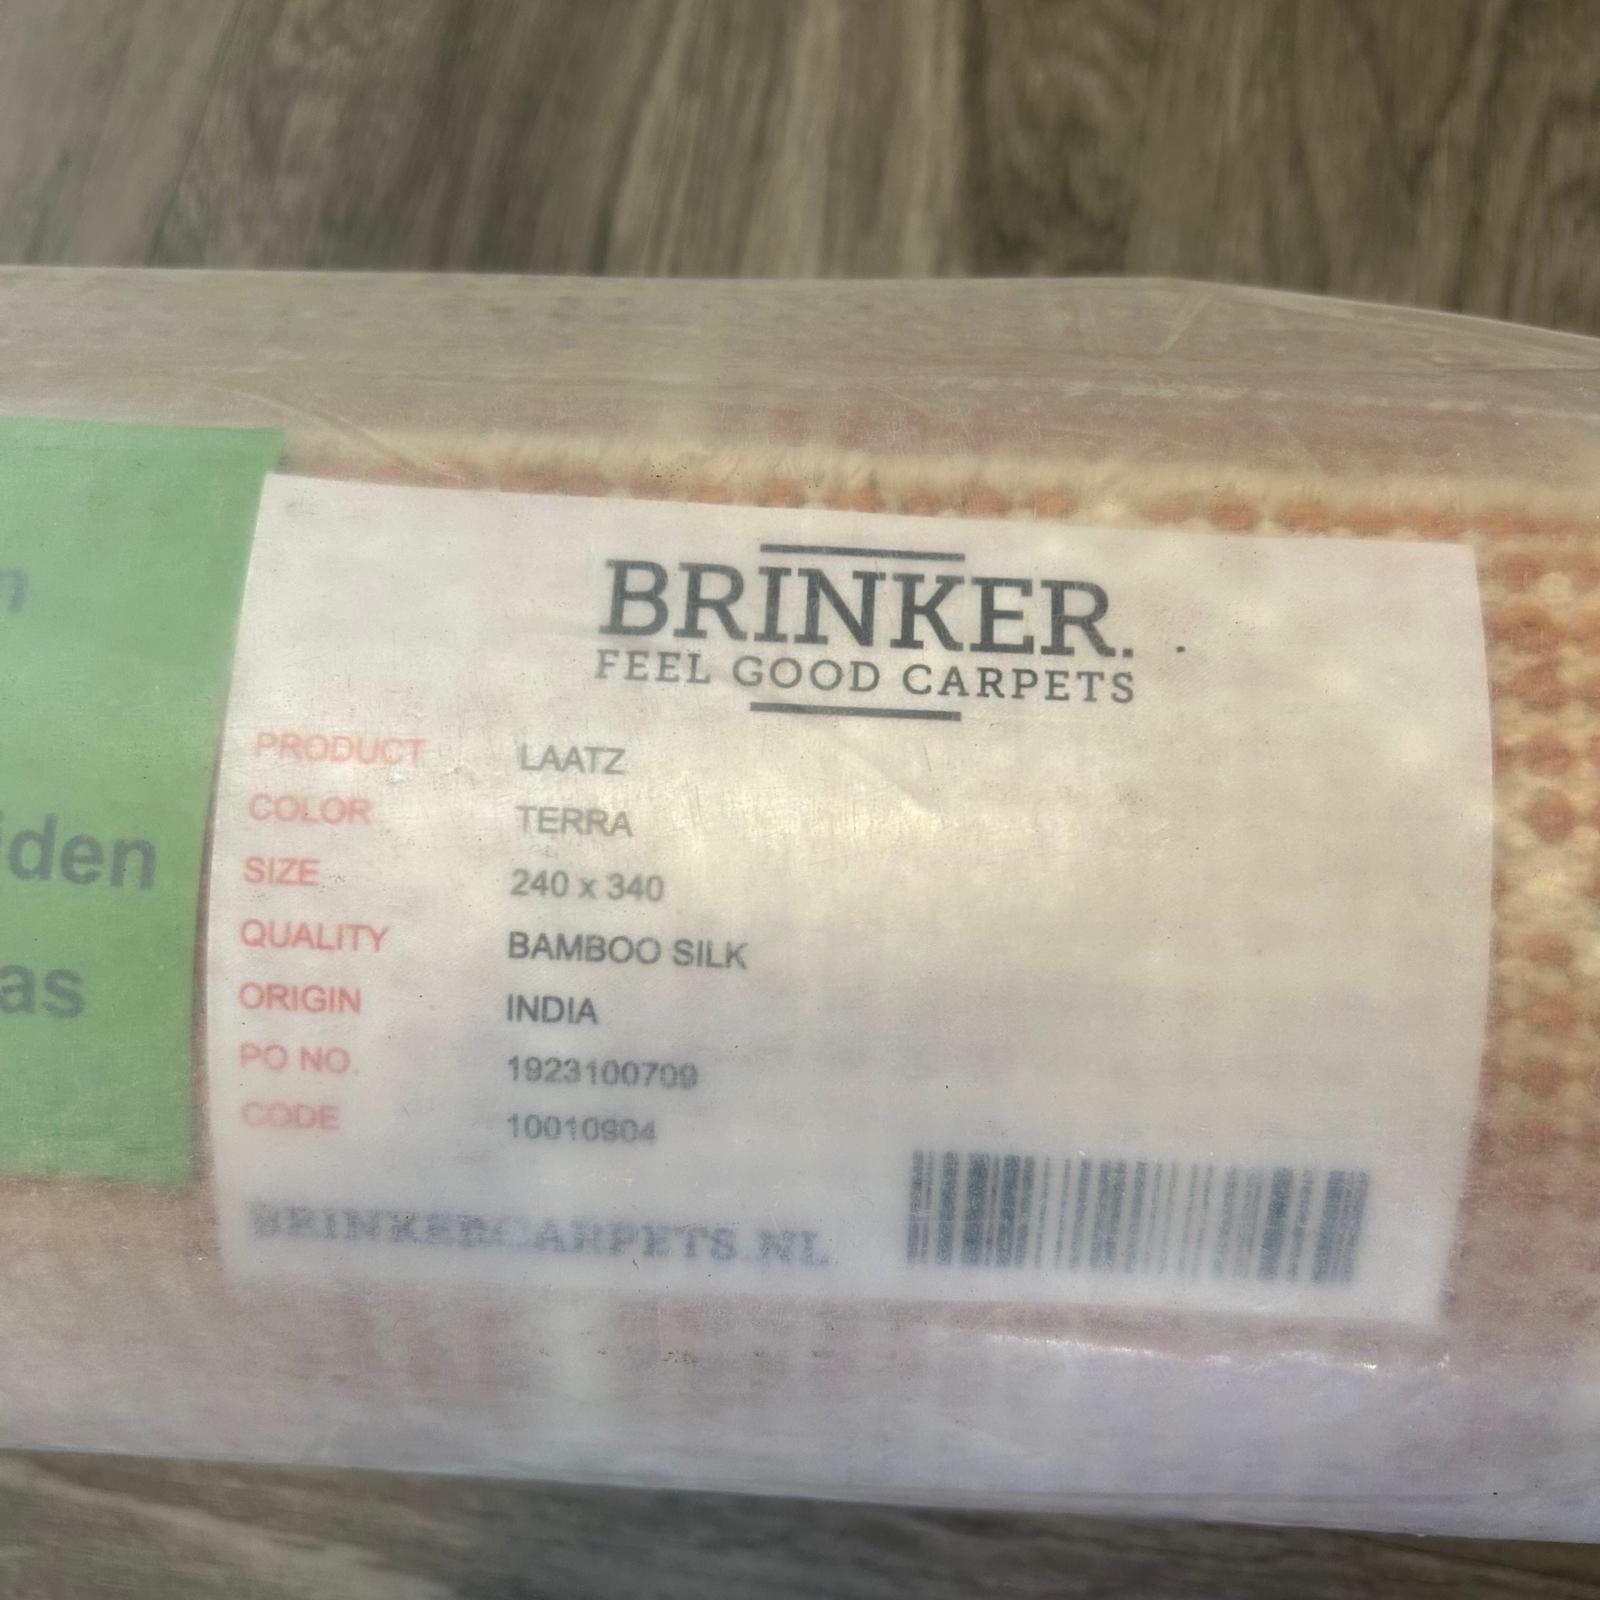 BRINKER.
FEEL GOOD CARPETS
PRODUCT LAATZ
COLOR TERRA
SIZE 240 x 340
QUALITY BAMBOO SILK
ORIGIN INDIA
PO NO. 1923100709
CODE 10010904
BRINKERCARPETS.NL
n
iden
as